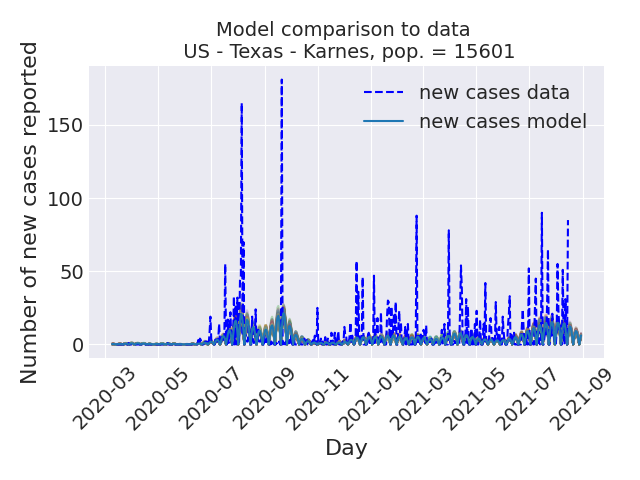 Model comparison to data
US - Texas - Karnes, pop. = 15601
Number of new cases reported
150
100
50
0
new cases data
new cases model
2020-03
2020-05
2020-07
2020-09
2020-11
2021-01
2021-03
2021-05
2021-07
2021-09
Day